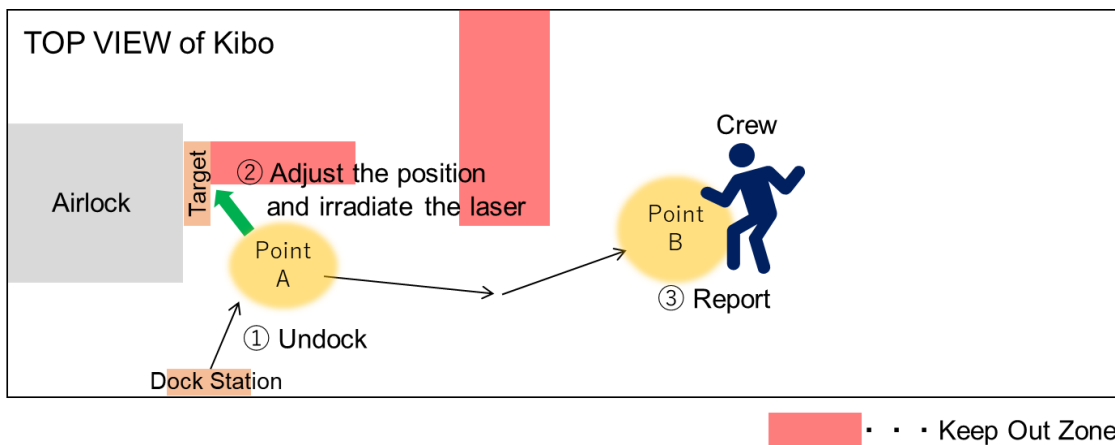 TOP VIEW of Kibo
Crew
Target
② Adjust the position
and irradiate the laser
Airlock
Point
A
Point
B
③ Report
① Undock
Dock Station
・・・Keep Out Zone